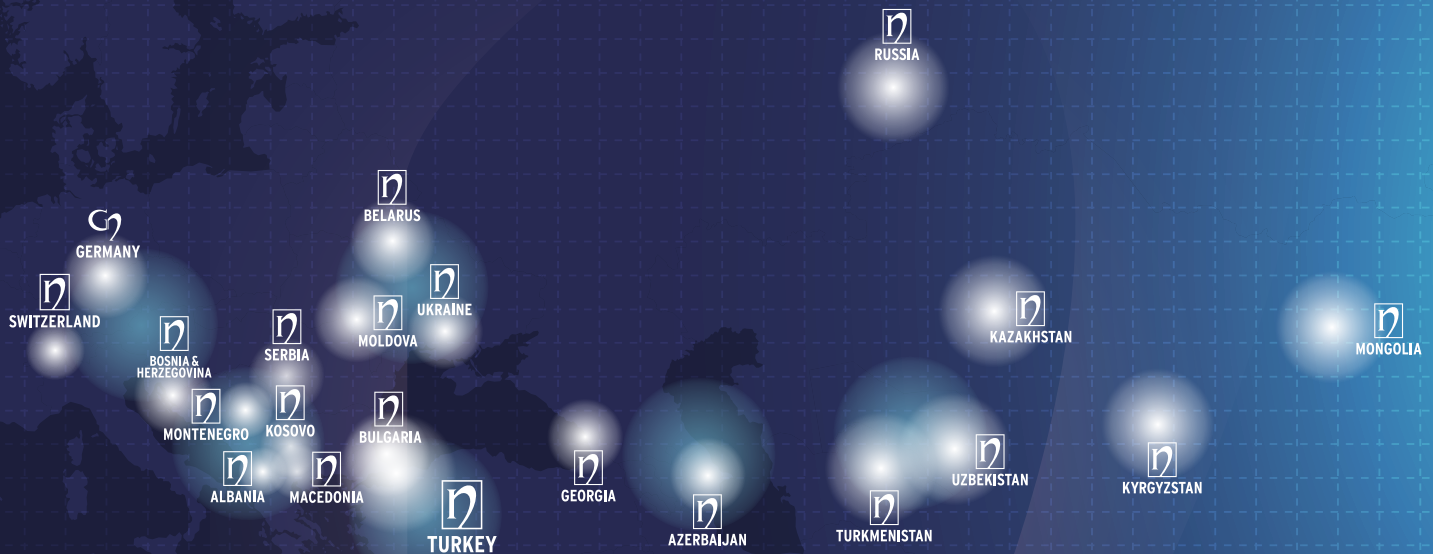 RUSSIA
BELARUS
GERMANY
UKRAINE
SWITZERLAND
MOLDOVA
SERBIA
KAZAKHSTAN
MONGOLIA
BOSNIA &
HERZEGOVINA
MONTENEGRO
KOSOVO
BULGARIA
ALBANIA
MACEDONIA
GEORGIA
UZBEKISTAN
KYRGYZSTAN
TURKEY
AZERBAIJAN
TURKMENISTAN